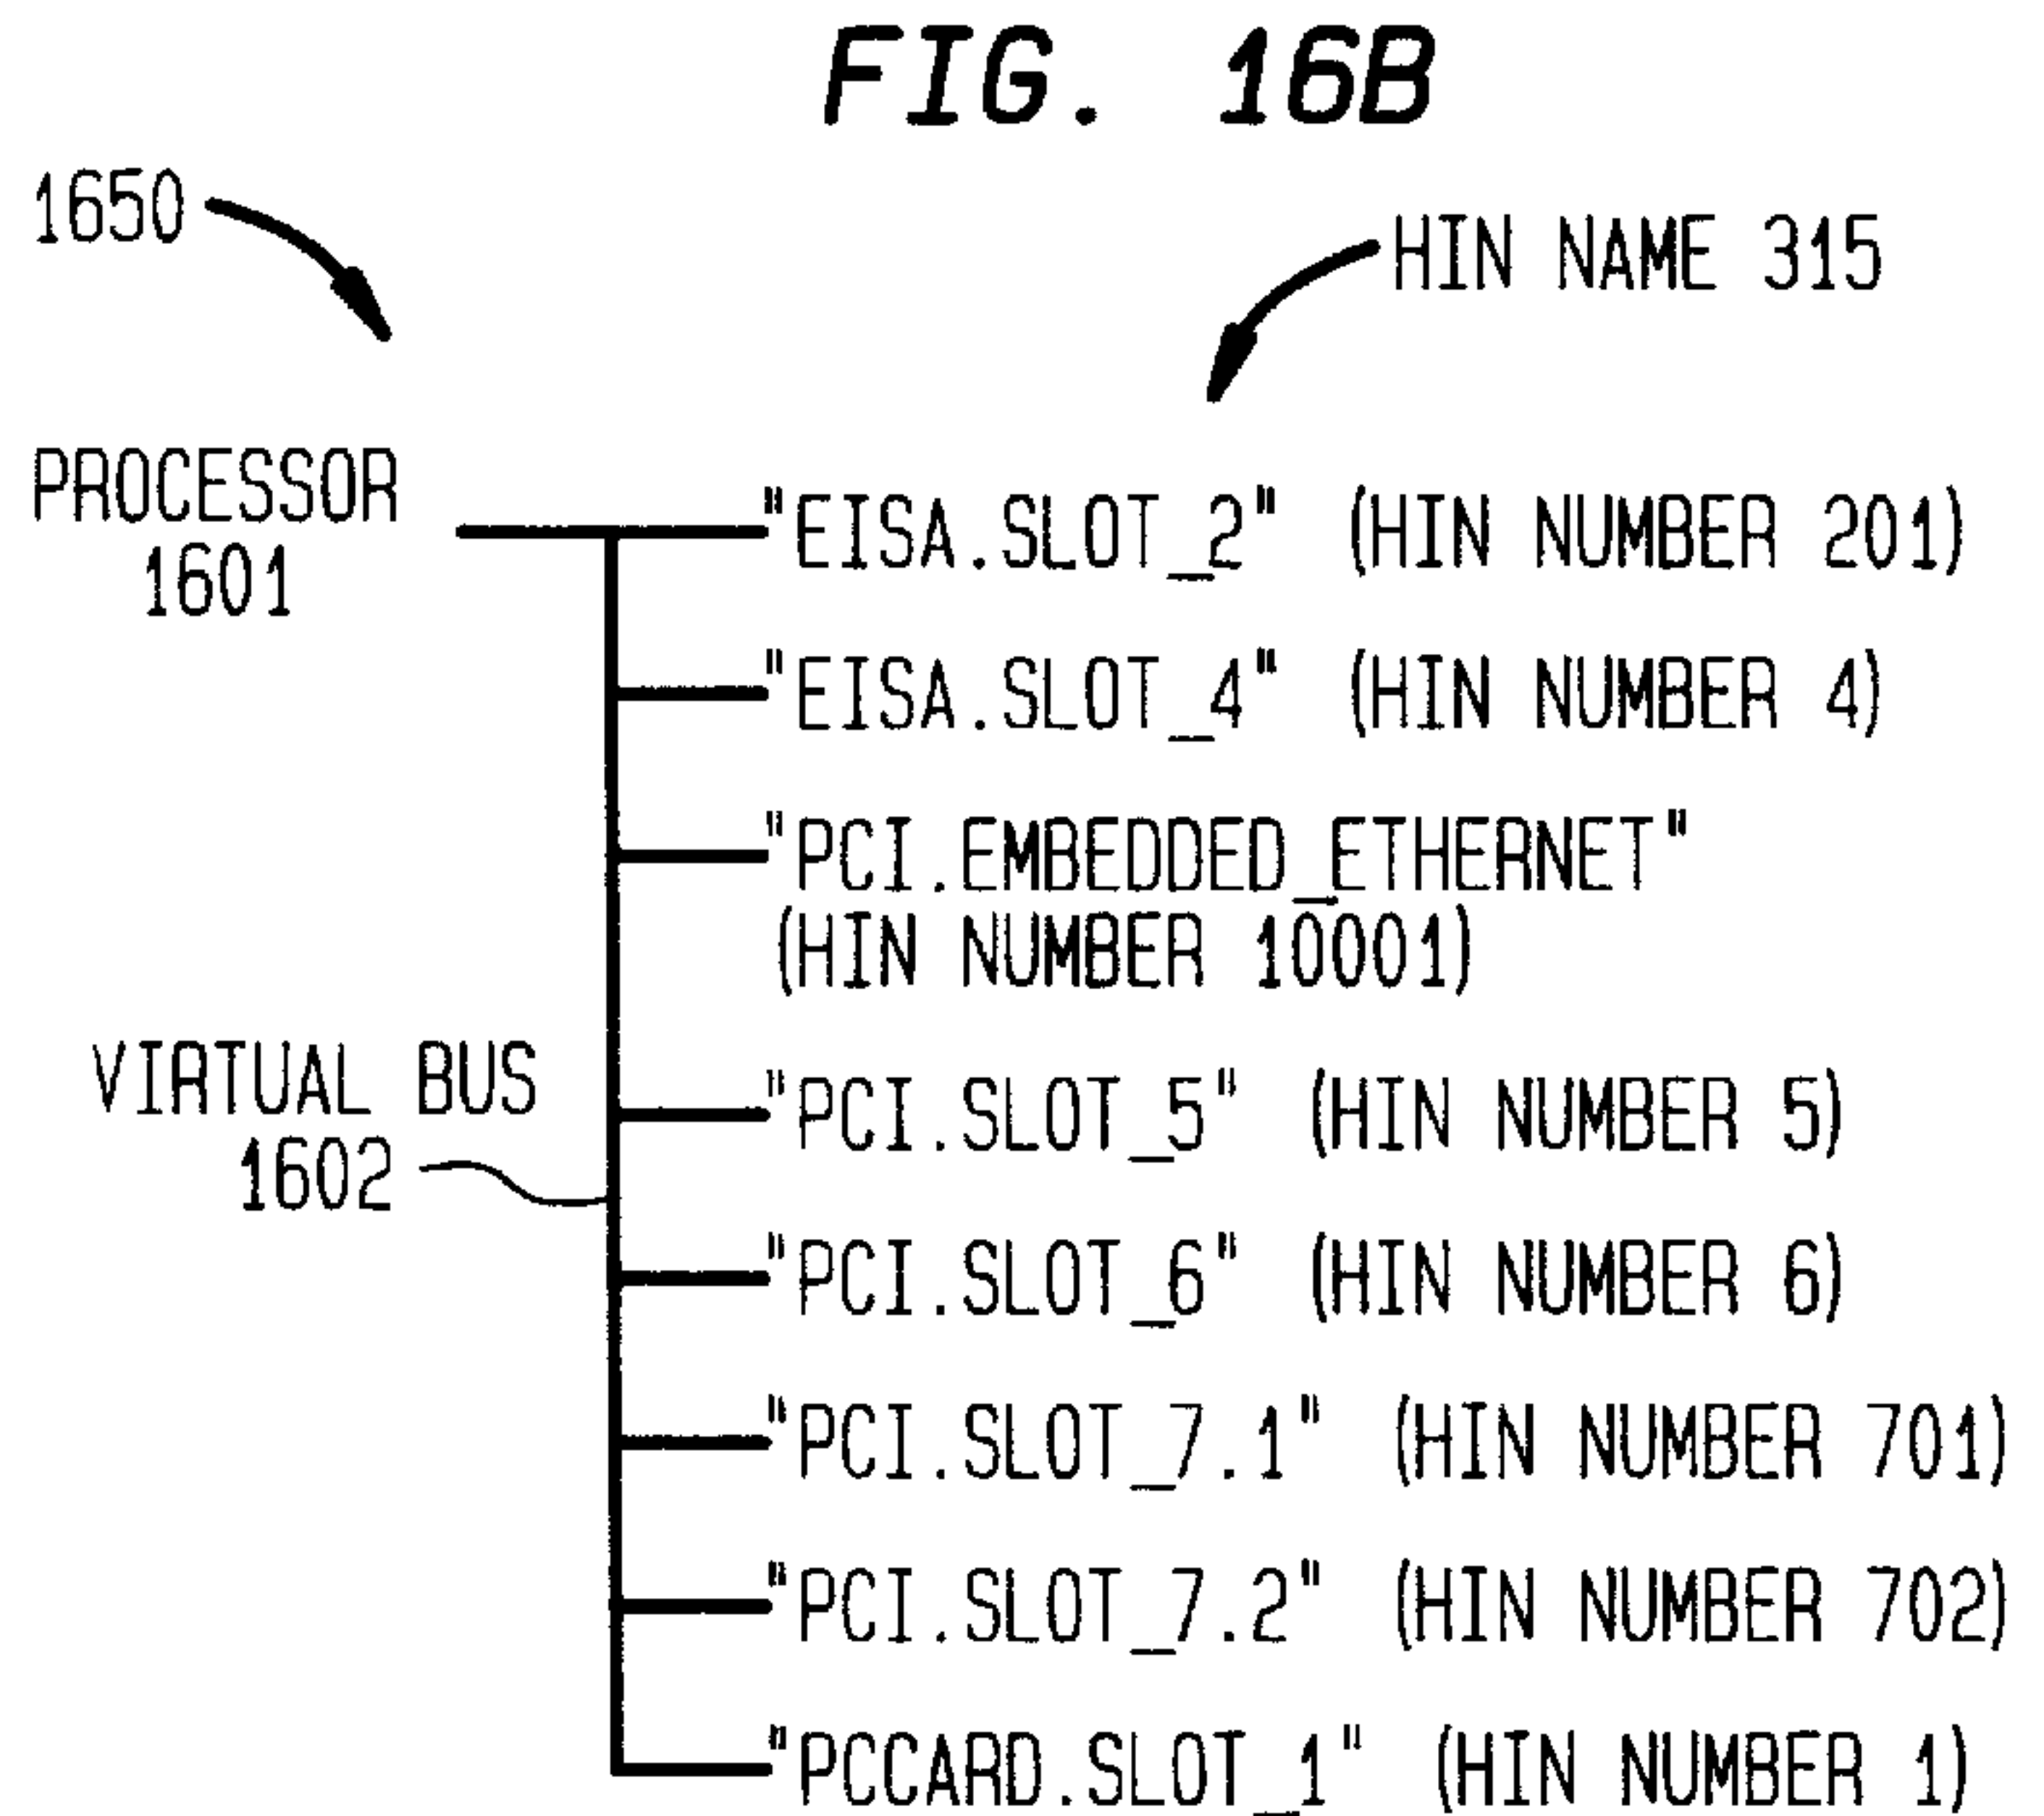 FIG. 16B
1650
HIN NAME 315
PROCESSOR
1601
"EISA.SLOT_2" (HIN NUMBER 201)
"EISA.SLOT_4" (HIN NUMBER 4)
"PCI.EMBEDDED_ETHERNET"
(HIN NUMBER 10001)
VIRTUAL BUS
1602
"PCI.SLOT_5" (HIN NUMBER 5)
"PCI.SLOT_6" (HIN NUMBER 6)
"PCI.SLOT_7.1" (HIN NUMBER 701)
"PCI.SLOT_7.2" (HIN NUMBER 702)
"PCCARD.SLOT_1" (HIN NUMBER 1)